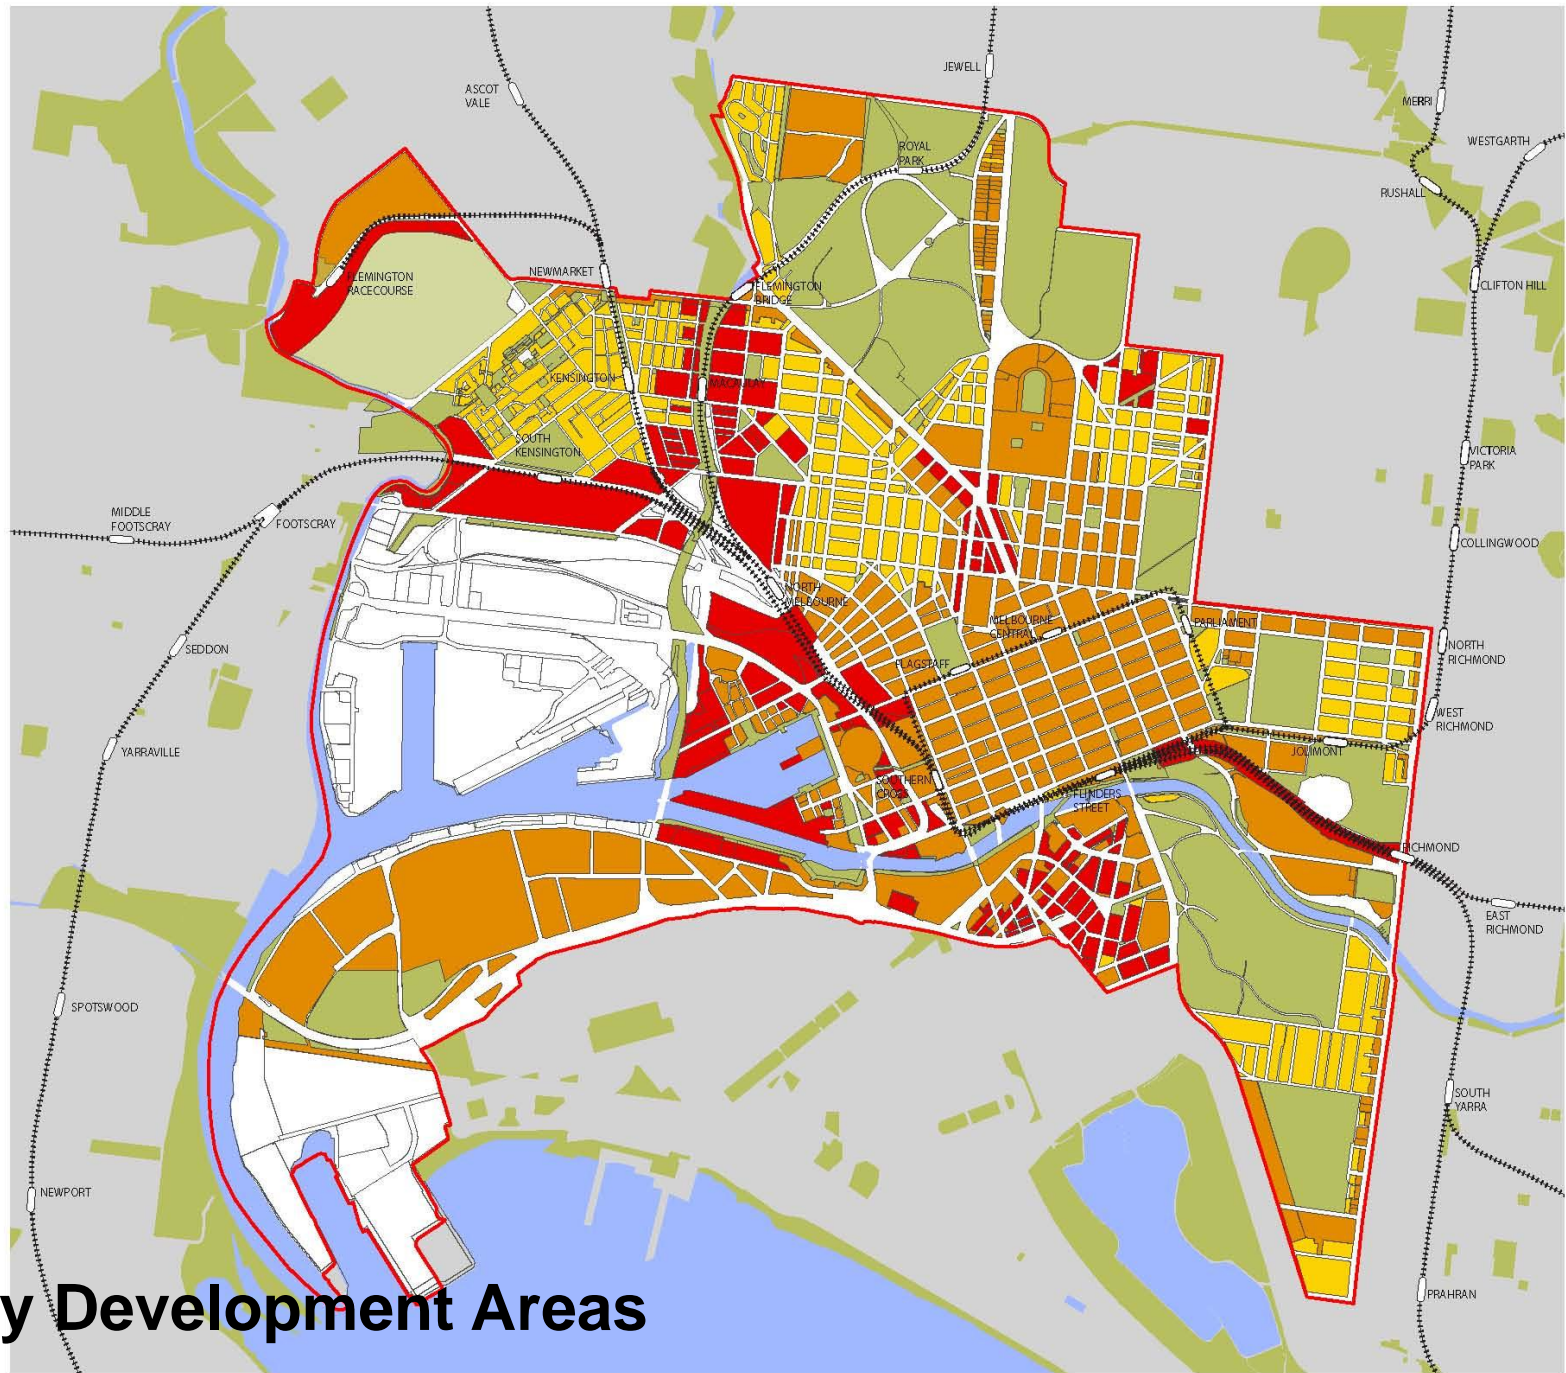 JEWELL
ASCOT
VALE
MERRI
WESTGARTH
ROYAL
PARK
RUSHALL
NEWMARKET
FLEMINGTON
RACECOURSE
FLEMINGTON
BRIDGE
CLIFTON HILL
KENSINGTON
MACAULAY
SOUTH
KENSINGTON
VICTORIA
PARK
MIDDLE
FOOTSCRAY
FOOTSCRAY
COLLINGWOOD
NORTH
MELBOURNE
MELBOURNE
CENTRAL
PARLIAMENT
SEDDON
FLAGSTAFF
NORTH
RICHMOND
WEST
RICHMOND
YARRAVILLE
JOLIMONT
SOUTHERN
CROSS
FLINDERS
STREET
RICHMOND
EAST
RICHMOND
SPOTSWOOD
SOUTH
YARRA
NEWPORT
PRAHRAN
y Development Areas